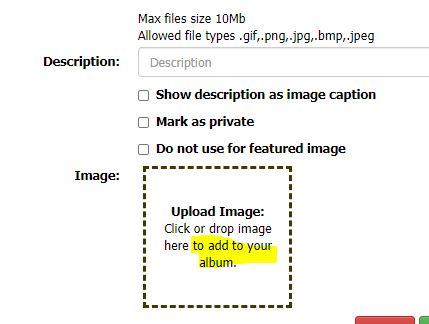 Max files size 10Mb
Allowed file types .gif,.png,.jpg,.bmp,.jpeg
Description:
Description
Show description as image caption
Mark as private
Do not use for featured image
Image:
Upload Image:
Click or drop image
here to add to your
album.